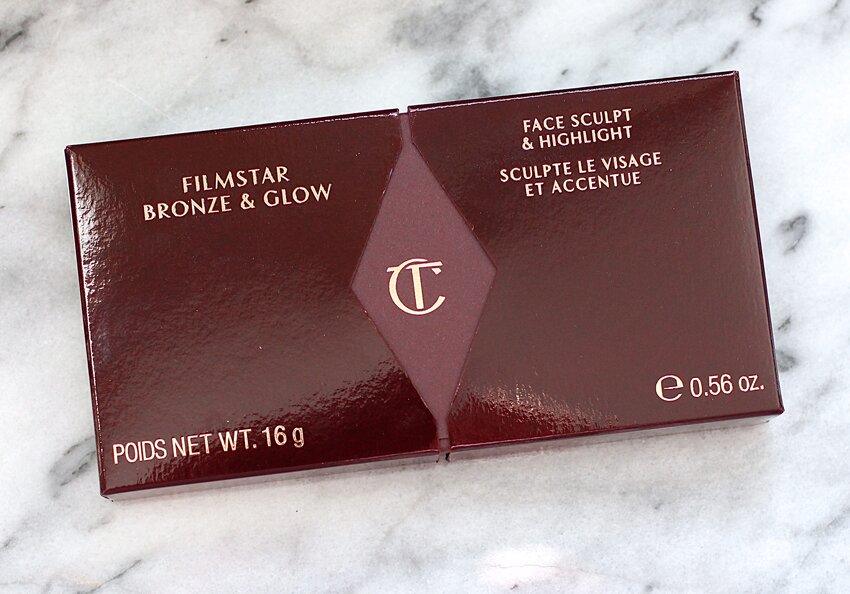 FILMSTAR
BRONZE & GLOW
FACE SCULPT
& HIGHLIGHT
SCULPTE LE VISAGE
ET ACCENTUE
CT
POIDS NET WT. 16 g
℮ 0.56 oz.